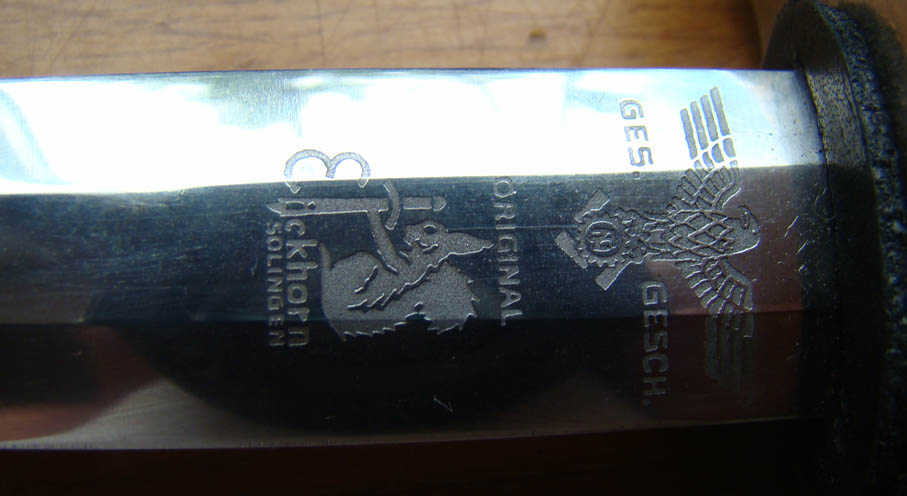 GES. GESCH.
ORIGINAL
Eickhorn
SOLINGEN